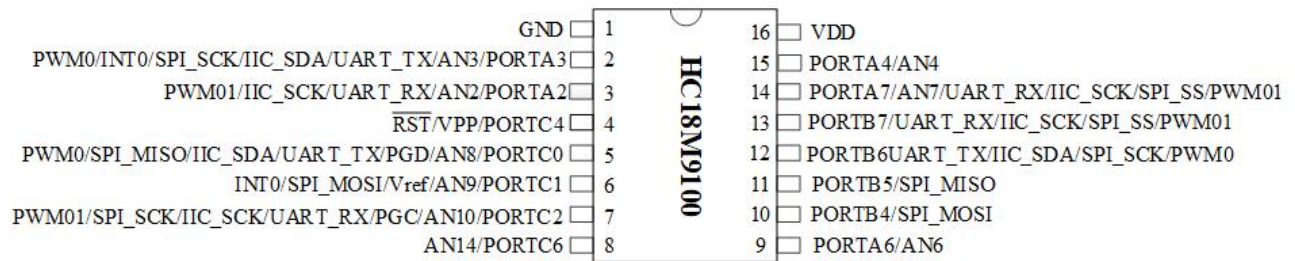 GND 1 16 VDD
PWM0/INT0/SPI_SCK/IIC_SDA/UART_TX/AN3/PORTA3 2 15 PORTA4/AN4
PWM01/IIC_SCK/UART_RX/AN2/PORTA2 3 14 PORTA7/AN7/UART_RX/IIC_SCK/SPI_SS/PWM01
RST/VPP/PORTC4 4 13 PORTB7/UART_RX/IIC_SCK/SPI_SS/PWM01
PWM0/SPI_MISO/IIC_SDA/UART_TX/PGD/AN8/PORTC0 5 12 PORTB6UART_TX/IIC_SDA/SPI_SCK/PWM0
INT0/SPI_MOSI/Vref/AN9/PORTC1 6 11 PORTB5/SPI_MISO
PWM01/SPI_SCK/IIC_SCK/UART_RX/PGC/AN10/PORTC2 7 10 PORTB4/SPI_MOSI
AN14/PORTC6 8 9 PORTA6/AN6
HC18M9100